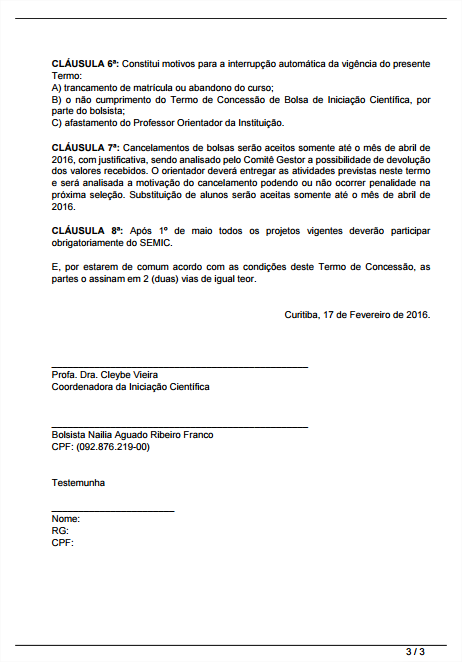 CLÁUSULA 6ª: Constitui motivos para a interrupção automática da vigência do presente
Termo:
A) trancamento de matrícula ou abandono do curso;
B) o não cumprimento do Termo de Concessão de Bolsa de Iniciação Científica, por
parte do bolsista;
C) afastamento do Professor Orientador da Instituição.
CLÁUSULA 7ª: Cancelamentos de bolsas serão aceitos somente até o mês de abril de
2016, com justificativa, sendo analisado pelo Comitê Gestor a possibilidade de devolução
dos valores recebidos. O orientador deverá entregar as atividades previstas neste termo
e será analisada a motivação do cancelamento podendo ou não ocorrer penalidade na
próxima seleção. Substituição de alunos serão aceitas somente até o mês de abril de
2016.
CLÁUSULA 8ª: Após 1º de maio todos os projetos vigentes deverão participar
obrigatoriamente do SEMIC.
E, por estarem de comum acordo com as condições deste Termo de Concessão, as
partes o assinam em 2 (duas) vias de igual teor.
Curitiba, 17 de Fevereiro de 2016.
Profa. Dra. Cleybe Vieira
Coordenadora da Iniciação Científica
Bolsista Nailia Aguado Ribeiro Franco
CPF: (092.876.219-00)
Testemunha
Nome:
RG:
CPF:
3 / 3